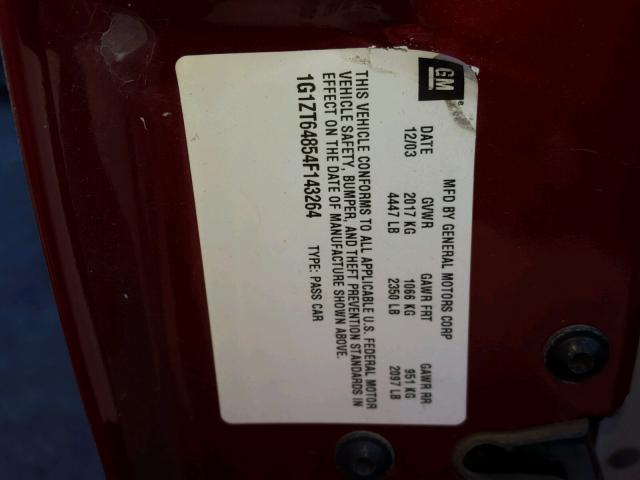 GM
MFD BY GENERAL MOTORS CORP
DATE GVWR GAWR FRT GAWR RR
12/03 2017 KG 1066 KG 951 KG
4447 LB 2350 LB 2097 LB
THIS VEHICLE CONFORMS TO ALL APPLICABLE U.S. FEDERAL MOTOR
VEHICLE SAFETY, BUMPER, AND THEFT PREVENTION STANDARDS IN
EFFECT ON THE DATE OF MANUFACTURE SHOWN ABOVE.
1G1ZT64854F143264 TYPE: PASS CAR